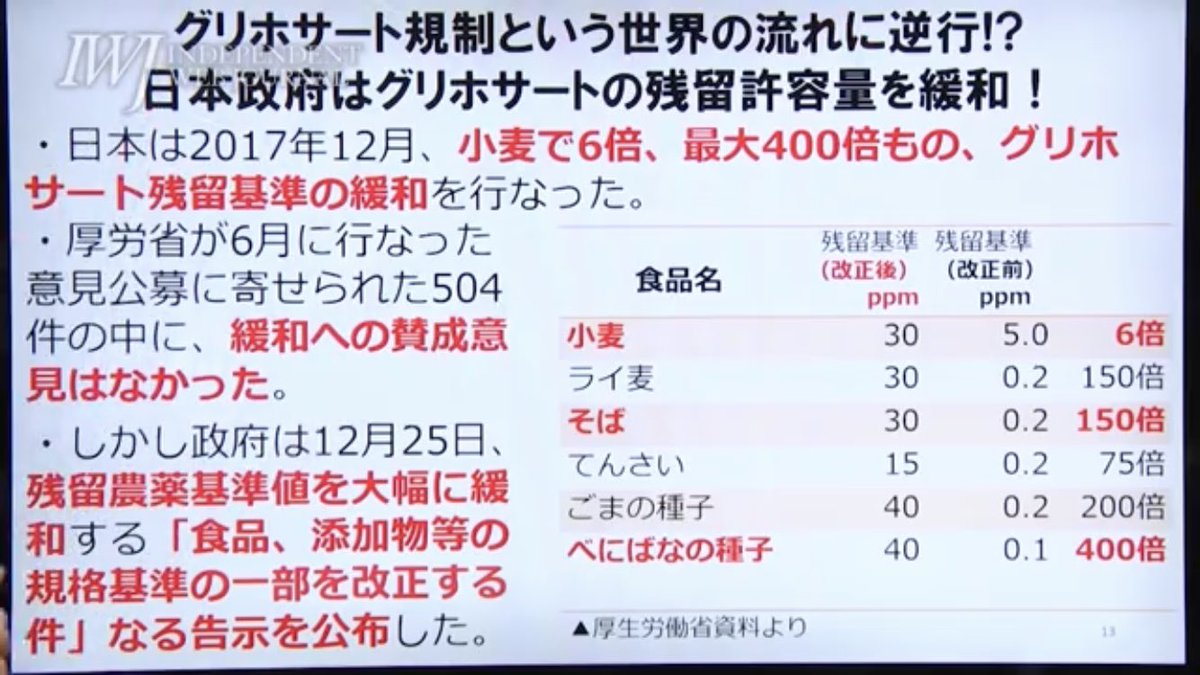 グリホサート規制という世界の流れに逆行!?
日本政府はグリホサートの残留許容量を緩和！
IWJ INDEPENDENT
・日本は2017年12月、小麦で6倍、最大400倍もの、グリホ
サート残留基準の緩和を行なった。
・厚労省が6月に行なった
意見公募に寄せられた504
件の中に、緩和への賛成意
見はなかった。
・しかし政府は12月25日、
残留農薬基準値を大幅に緩
和する「食品、添加物等の
規格基準の一部を改正する
件」なる告示を公布した。
食品名 残留基準（改正後）ppm 残留基準（改正前）ppm
小麦 30 5.0 6倍
ライ麦 30 0.2 150倍
そば 30 0.2 150倍
てんさい 15 0.2 75倍
ごまの種子 40 0.2 200倍
べにばなの種子 40 0.1 400倍
▲厚生労働省資料より
13